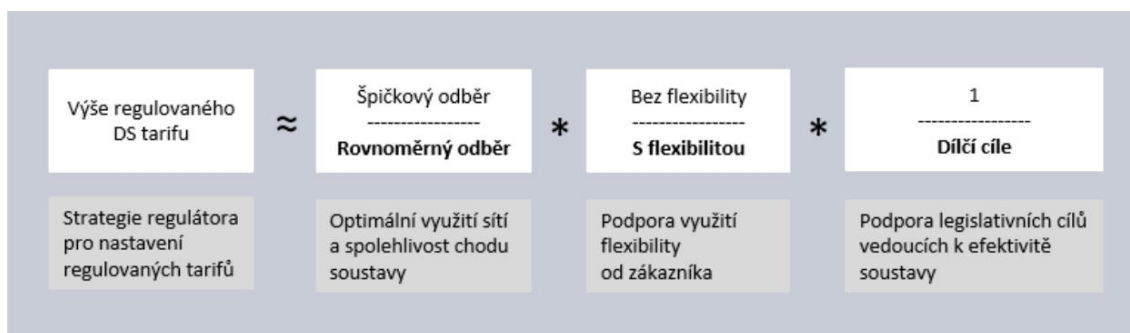 Výše regulovaného
DS tarifu
≈
Špičkový odběr
-----------------
Rovnoměrný odběr
*
Bez flexibility
-----------------
S flexibilitou
*
1
-----------------
Dílčí cíle
Strategie regulátora
pro nastavení
regulovaných tarifů
Optimální využití sítí
a spolehlivost chodu
soustavy
Podpora využití
flexibility
od zákazníka
Podpora legislativních cílů
vedoucích k efektivitě
soustavy